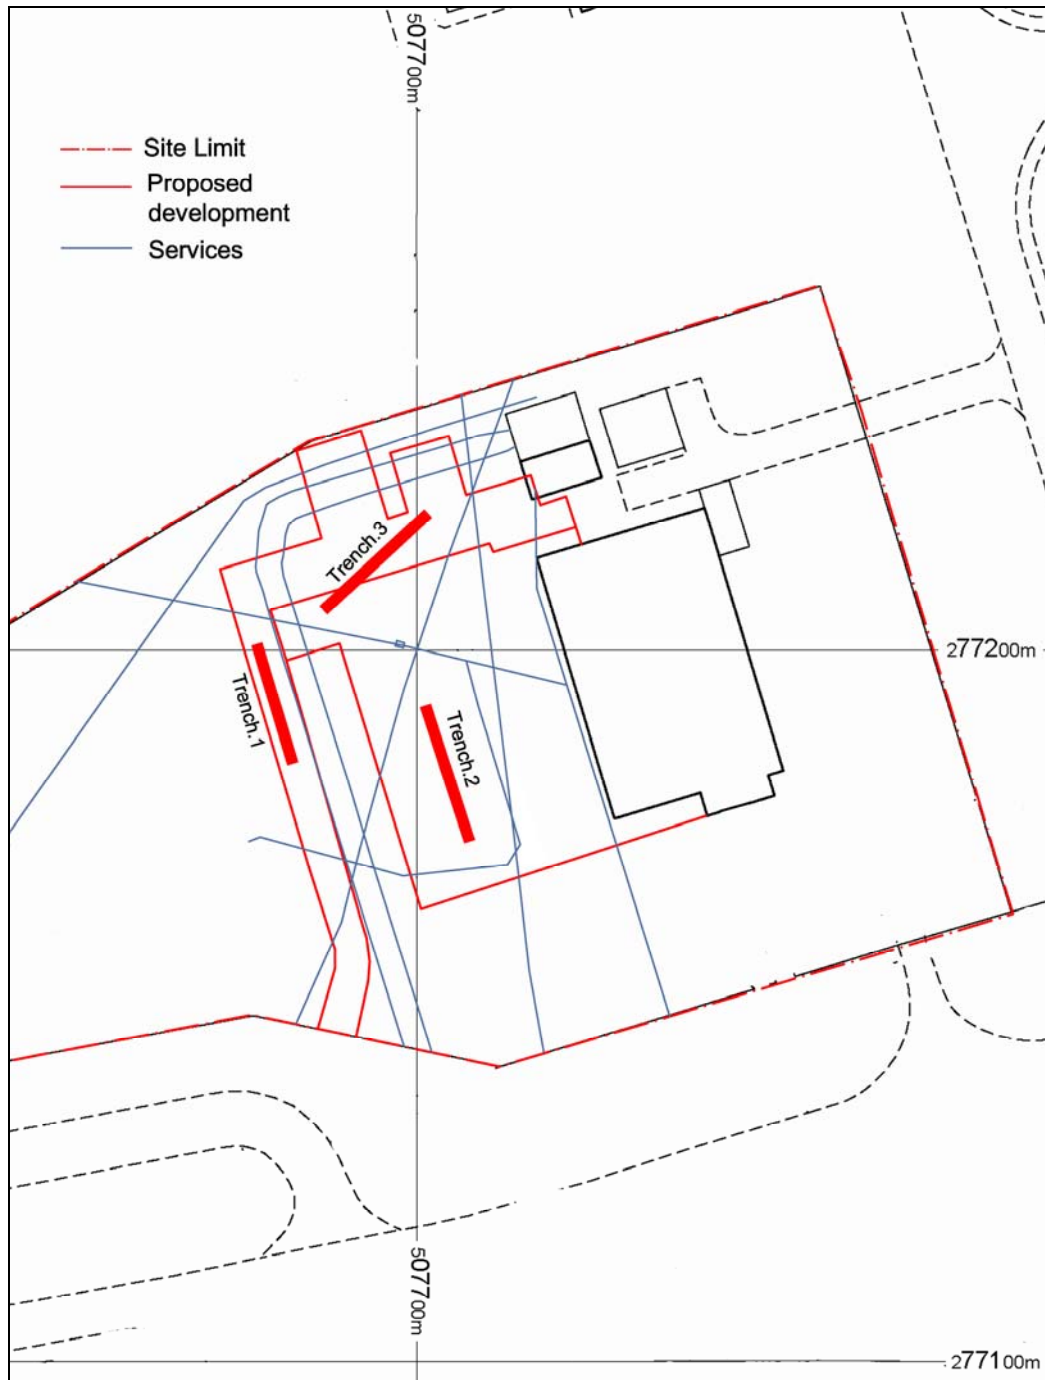 507700m
Site Limit
Proposed
development
Services
Trench.3
277200m
Trench.1
Trench.2
507700m
277100m